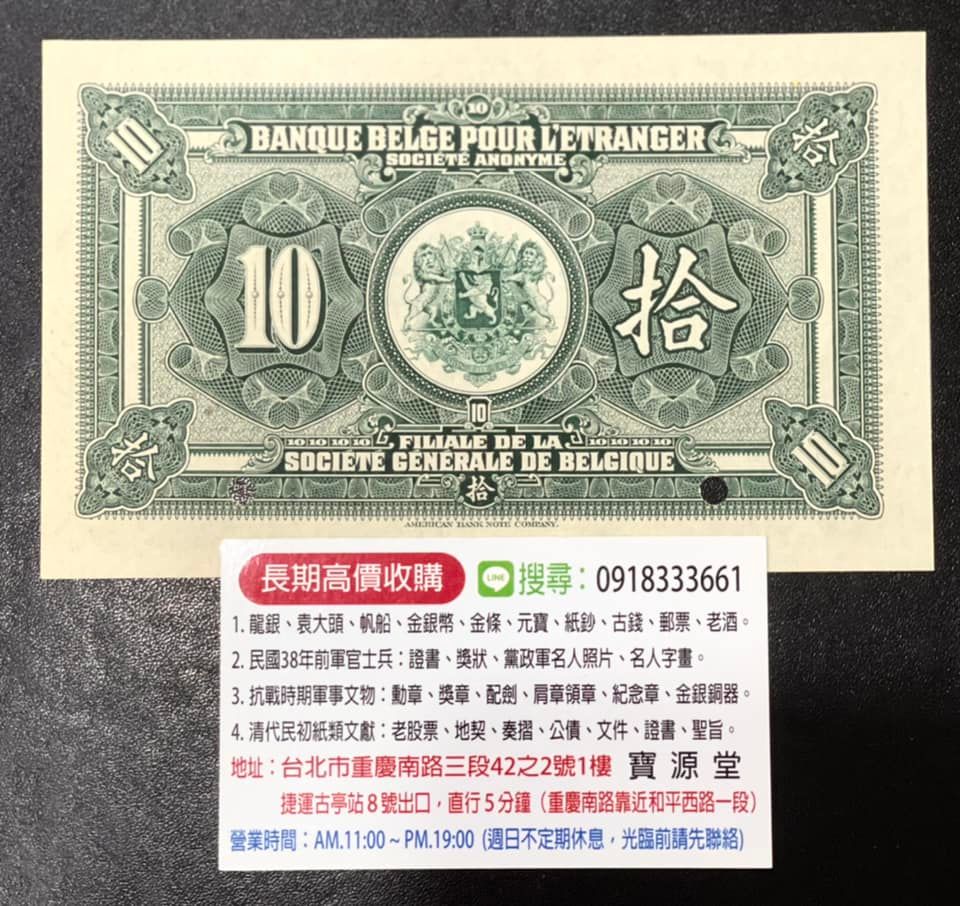 10
10
拾
BANQUE BELGE POUR L'ETRANGER
SOCIÉTÉ ANONYME
10
拾
10
10 10 10 10
FILIALE DE LA
10 10 10 10
SOCIÉTÉ GÉNÉRALE DE BELGIQUE
拾
10
拾
AMERICAN BANK NOTE COMPANY.
長期高價收購
LINE
搜尋：0918333661
1. 龍銀、袁大頭、帆船、金銀幣、金條、元寶、紙鈔、古錢、郵票、老酒。
2. 民國38年前軍官士兵：證書、獎狀、黨政軍名人照片、名人字畫。
3. 抗戰時期軍事文物：勳章、獎章、配劍、肩章領章、紀念章、金銀銅器。
4. 清代民初紙類文獻：老股票、地契、奏摺、公債、文件、證書、聖旨。
地址：台北市重慶南路三段42之2號1樓 寶源堂
捷運古亭站8號出口，直行5分鐘（重慶南路靠近和平西路一段）
營業時間：AM.11:00 ~ PM.19:00 (週日不定期休息，光臨前請先聯絡)